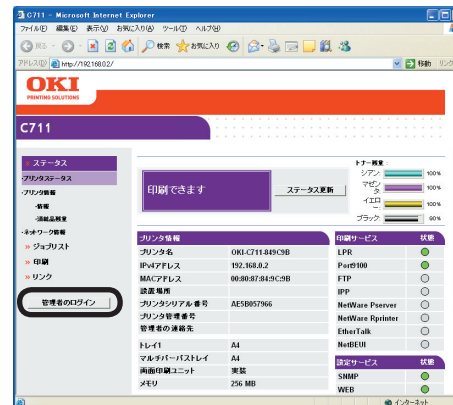 C711 - Microsoft Internet Explorer
ファイル(F) 編集(E) 表示(V) お気に入り(A) ツール(T) ヘルプ(H)
戻る 検索 お気に入り
アドレス(D) http://192.168.0.2/ 移動 リンク
OKI
PRINTING SOLUTIONS
C711
ステータス
・プリンタステータス
・プリンタ情報
・情報
・消耗品残量
・ネットワーク情報
» ジョブリスト
» 印刷
» リンク
管理者のログイン
印刷できます
ステータス更新
トナー残量 :
シアン 100%
マゼンタ 100%
イエロー 100%
ブラック 90%
プリンタ情報
プリンタ名 OKI-C711-849C9B
IPv4アドレス 192.168.0.2
MACアドレス 00:80:87:84:9C:9B
設置場所
プリンタシリアル番号 AE5B057966
プリンタ管理番号
管理者の連絡先
トレイ1 A4
マルチパーパストレイ A4
両面印刷ユニット 実装
メモリ 256 MB
印刷サービス 状態
LPR
Port9100
FTP
IPP
NetWare Pserver
NetWare Rprinter
EtherTalk
NetBEUI
設定サービス 状態
SNMP
WEB
インターネット